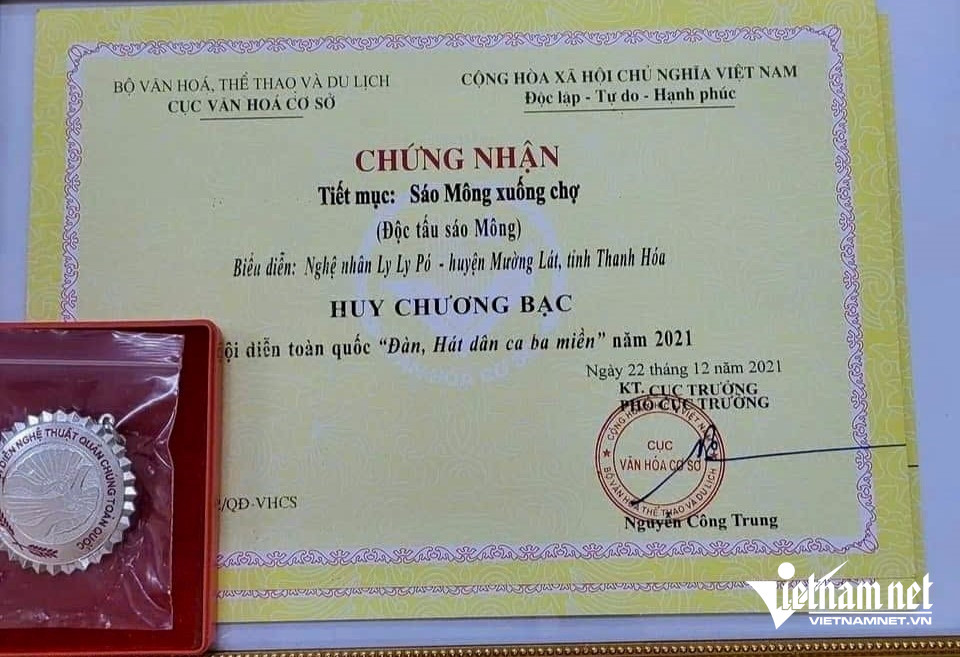 BỘ VĂN HOÁ, THỂ THAO VÀ DU LỊCH
CỤC VĂN HOÁ CƠ SỞ
CỘNG HÒA XÃ HỘI CHỦ NGHĨA VIỆT NAM
Độc lập - Tự do - Hạnh phúc
CHỨNG NHẬN
Tiết mục: Sáo Mông xuống chợ
(Độc tấu sáo Mông)
Biểu diễn: Nghệ nhân Ly Ly Pó - huyện Mường Lát, tỉnh Thanh Hóa
HUY CHƯƠNG BẠC
diễn toàn quốc “Đàn, Hát dân ca ba miền” năm 2021
Ngày 22 tháng 12 năm 2021
KT. CỤC TRƯỞNG
PHÓ CỤC TRƯỞNG
CỤC
VĂN HÓA CƠ SỞ
BỘ VĂN HÓA THỂ THAO VÀ DU LỊCH
Nguyễn Công Trung
/QĐ-VHCS
DIỄN NGHỆ THUẬT QUẦN CHÚNG TOÀN QUỐC
Vietnamnet
VIETNAMNET.VN